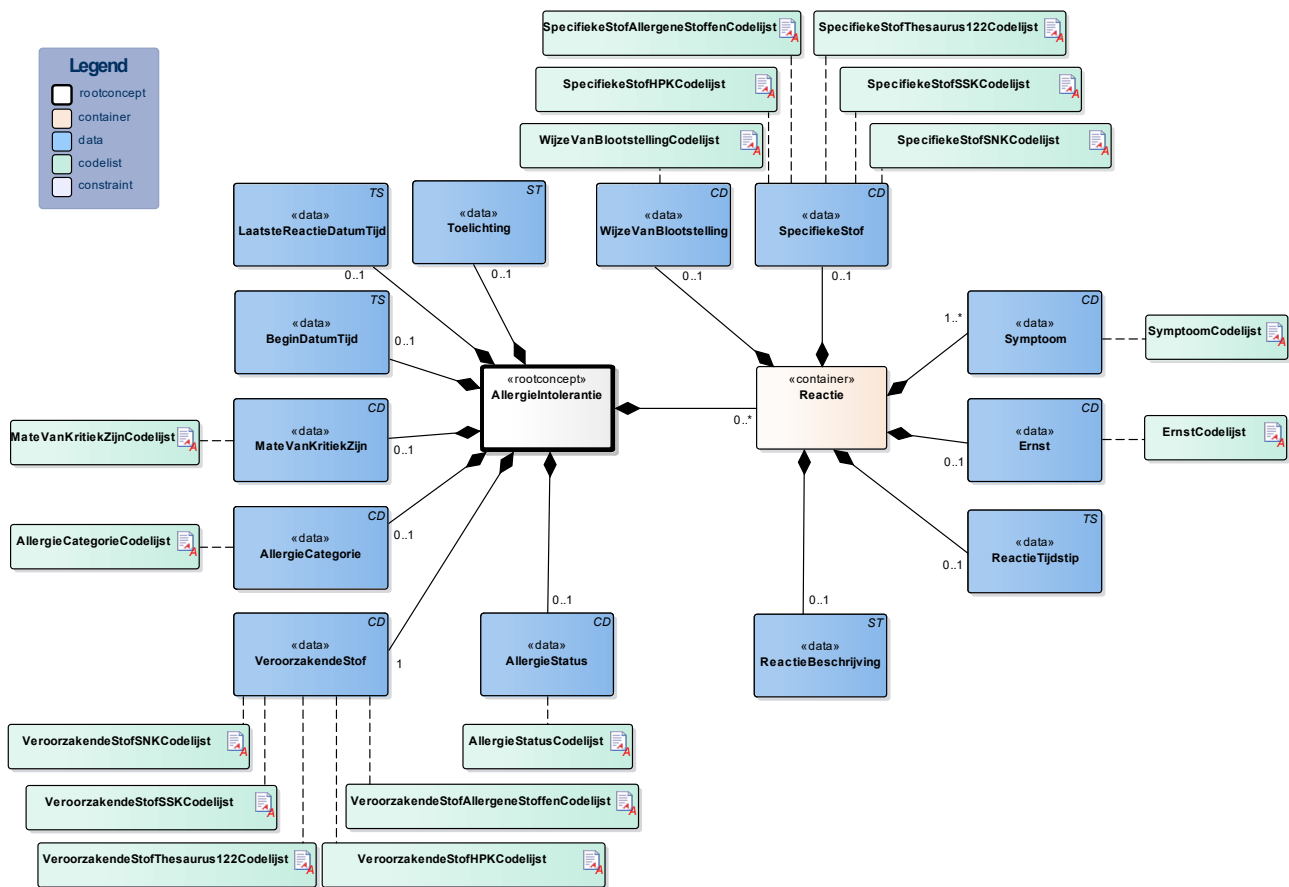 SpecifiekeStofAllergeneStoffenCodelijst
SpecifiekeStofThesaurus122Codelijst
Legend
rootconcept
container
data
codelist
constraint
SpecifiekeStofHPKCodelijst
SpecifiekeStofSSKCodelijst
WijzeVanBlootstellingCodelijst
SpecifiekeStofSNKCodelijst
TS
«data»
LaatsteReactieDatumTijd
0..1
ST
«data»
Toelichting
0..1
CD
«data»
WijzeVanBlootstelling
0..1
CD
«data»
SpecifiekeStof
0..1
TS
«data»
BeginDatumTijd
0..1
CD
«data»
Symptoom
1..*
SymptoomCodelijst
«rootconcept»
AllergieIntolerantie
«container»
Reactie
0..*
MateVanKritiekZijnCodelijst
CD
«data»
MateVanKritiekZijn
0..1
CD
«data»
Ernst
0..1
ErnstCodelijst
AllergieCategorieCodelijst
CD
«data»
AllergieCategorie
0..1
TS
«data»
ReactieTijdstip
0..1
CD
«data»
VeroorzakendeStof
1
0..1
CD
«data»
AllergieStatus
0..1
ST
«data»
ReactieBeschrijving
VeroorzakendeStofSNKCodelijst
AllergieStatusCodelijst
VeroorzakendeStofSSKCodelijst
VeroorzakendeStofAllergeneStoffenCodelijst
VeroorzakendeStofThesaurus122Codelijst
VeroorzakendeStofHPKCodelijst